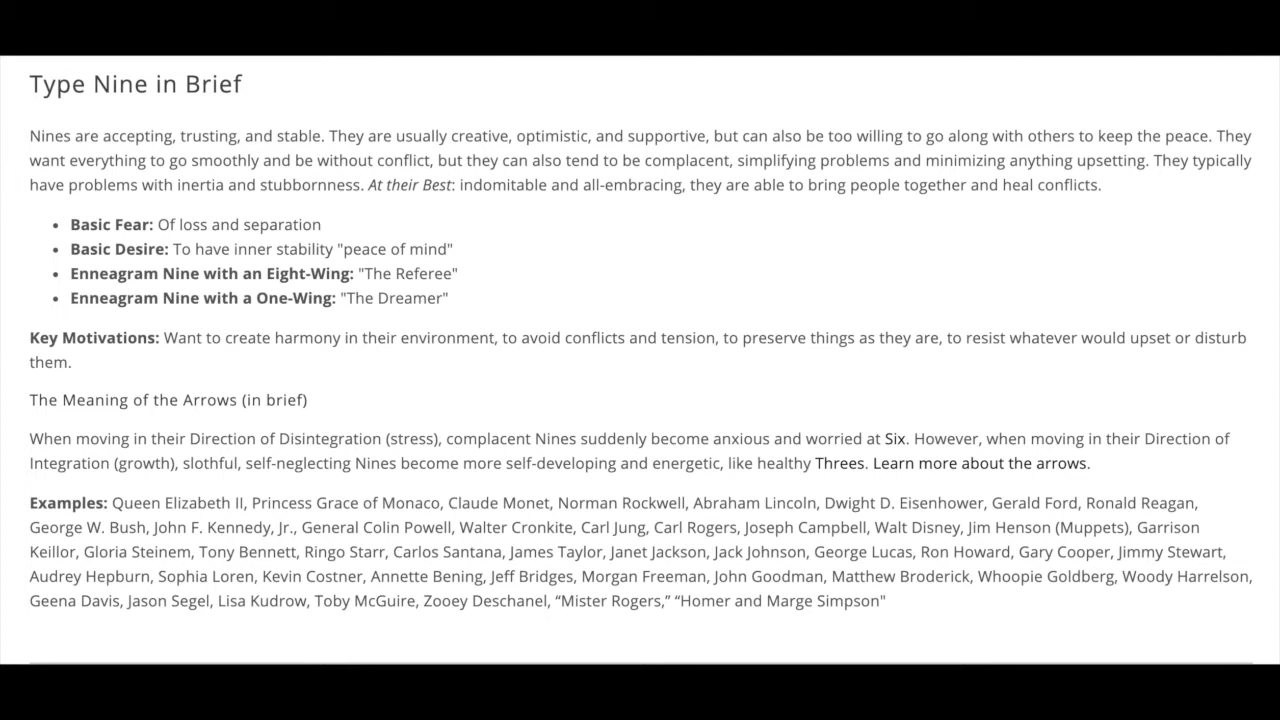 Type Nine in Brief
Nines are accepting, trusting, and stable. They are usually creative, optimistic, and supportive, but can also be too willing to go along with others to keep the peace. They
want everything to go smoothly and be without conflict, but they can also tend to be complacent, simplifying problems and minimizing anything upsetting. They typically
have problems with inertia and stubbornness. At their Best: indomitable and all-embracing, they are able to bring people together and heal conflicts.
• Basic Fear: Of loss and separation
• Basic Desire: To have inner stability "peace of mind"
• Enneagram Nine with an Eight-Wing: "The Referee"
• Enneagram Nine with a One-Wing: "The Dreamer"
Key Motivations: Want to create harmony in their environment, to avoid conflicts and tension, to preserve things as they are, to resist whatever would upset or disturb
them.
The Meaning of the Arrows (in brief)
When moving in their Direction of Disintegration (stress), complacent Nines suddenly become anxious and worried at Six. However, when moving in their Direction of
Integration (growth), slothful, self-neglecting Nines become more self-developing and energetic, like healthy Threes. Learn more about the arrows.
Examples: Queen Elizabeth II, Princess Grace of Monaco, Claude Monet, Norman Rockwell, Abraham Lincoln, Dwight D. Eisenhower, Gerald Ford, Ronald Reagan,
George W. Bush, John F. Kennedy, Jr., General Colin Powell, Walter Cronkite, Carl Jung, Carl Rogers, Joseph Campbell, Walt Disney, Jim Henson (Muppets), Garrison
Keillor, Gloria Steinem, Tony Bennett, Ringo Starr, Carlos Santana, James Taylor, Janet Jackson, Jack Johnson, George Lucas, Ron Howard, Gary Cooper, Jimmy Stewart,
Audrey Hepburn, Sophia Loren, Kevin Costner, Annette Bening, Jeff Bridges, Morgan Freeman, John Goodman, Matthew Broderick, Whoopie Goldberg, Woody Harrelson,
Geena Davis, Jason Segel, Lisa Kudrow, Toby McGuire, Zooey Deschanel, “Mister Rogers,” “Homer and Marge Simpson"